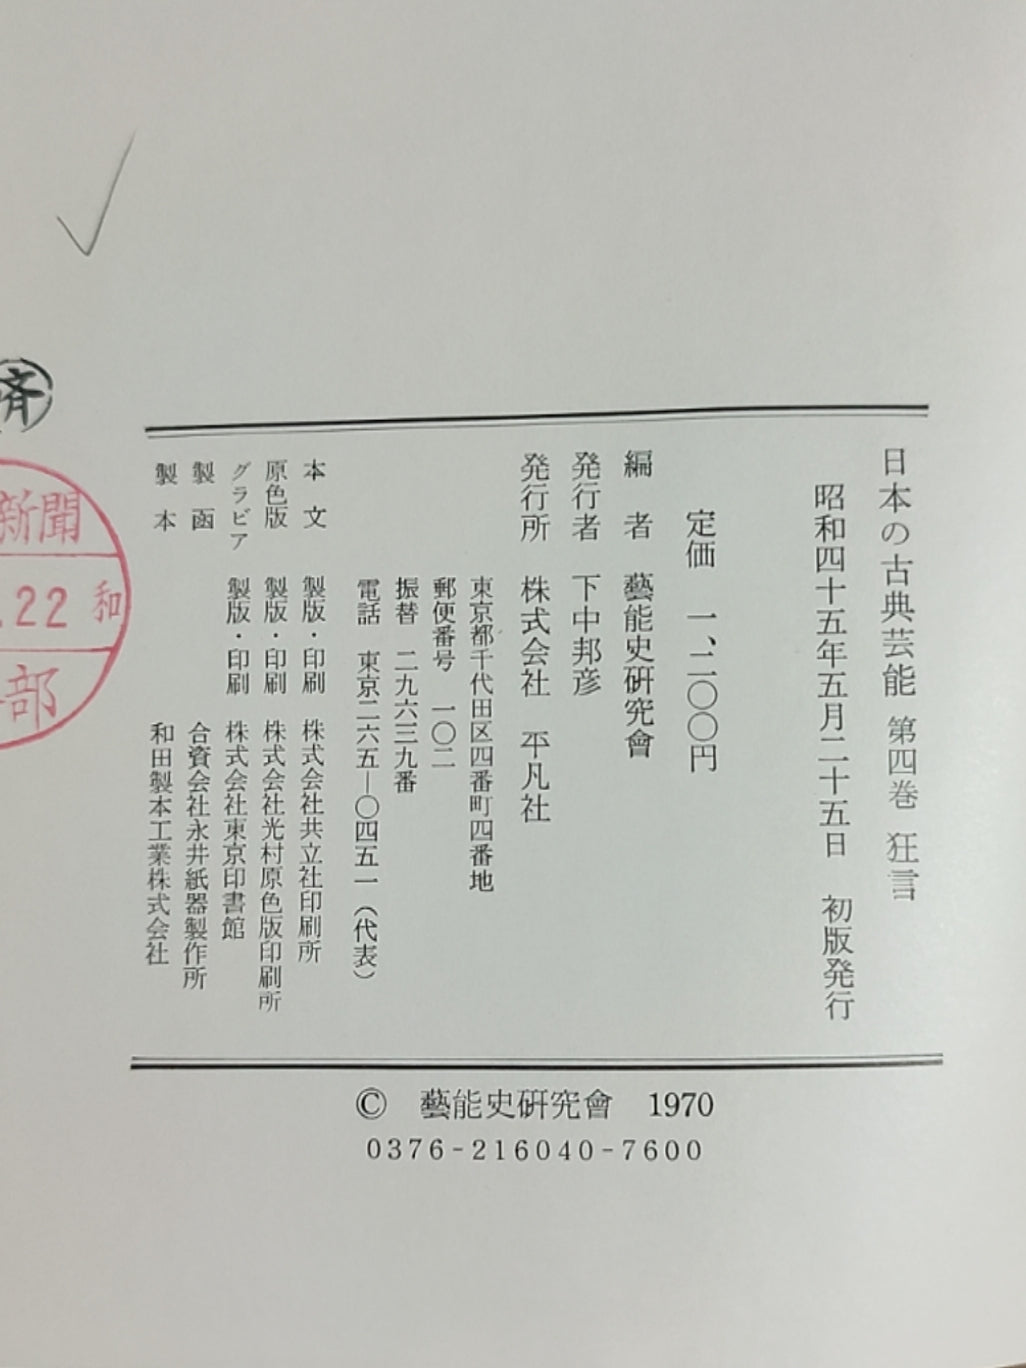 日本の古典芸能 第四巻 狂言
昭和四十五年五月二十五日 初版発行
定価 一、二〇〇円
編者 藝能史研究會
発行者 下中邦彦
発行所 株式会社 平凡社
東京都千代田区四番町四番地
郵便番号 一〇二
振替 二九六三九番
電話 東京二六五―〇四五一(代表)
本文 製版・印刷 株式会社共立社印刷所
原色版 製版・印刷 株式会社光村原色版印刷所
グラビア 製版・印刷 株式会社東京印書館
製函 合資会社永井紙器製作所
製本 和田製本工業株式会社
© 藝能史研究會 1970
0376-216040-7600
済
新聞
.22 和
部